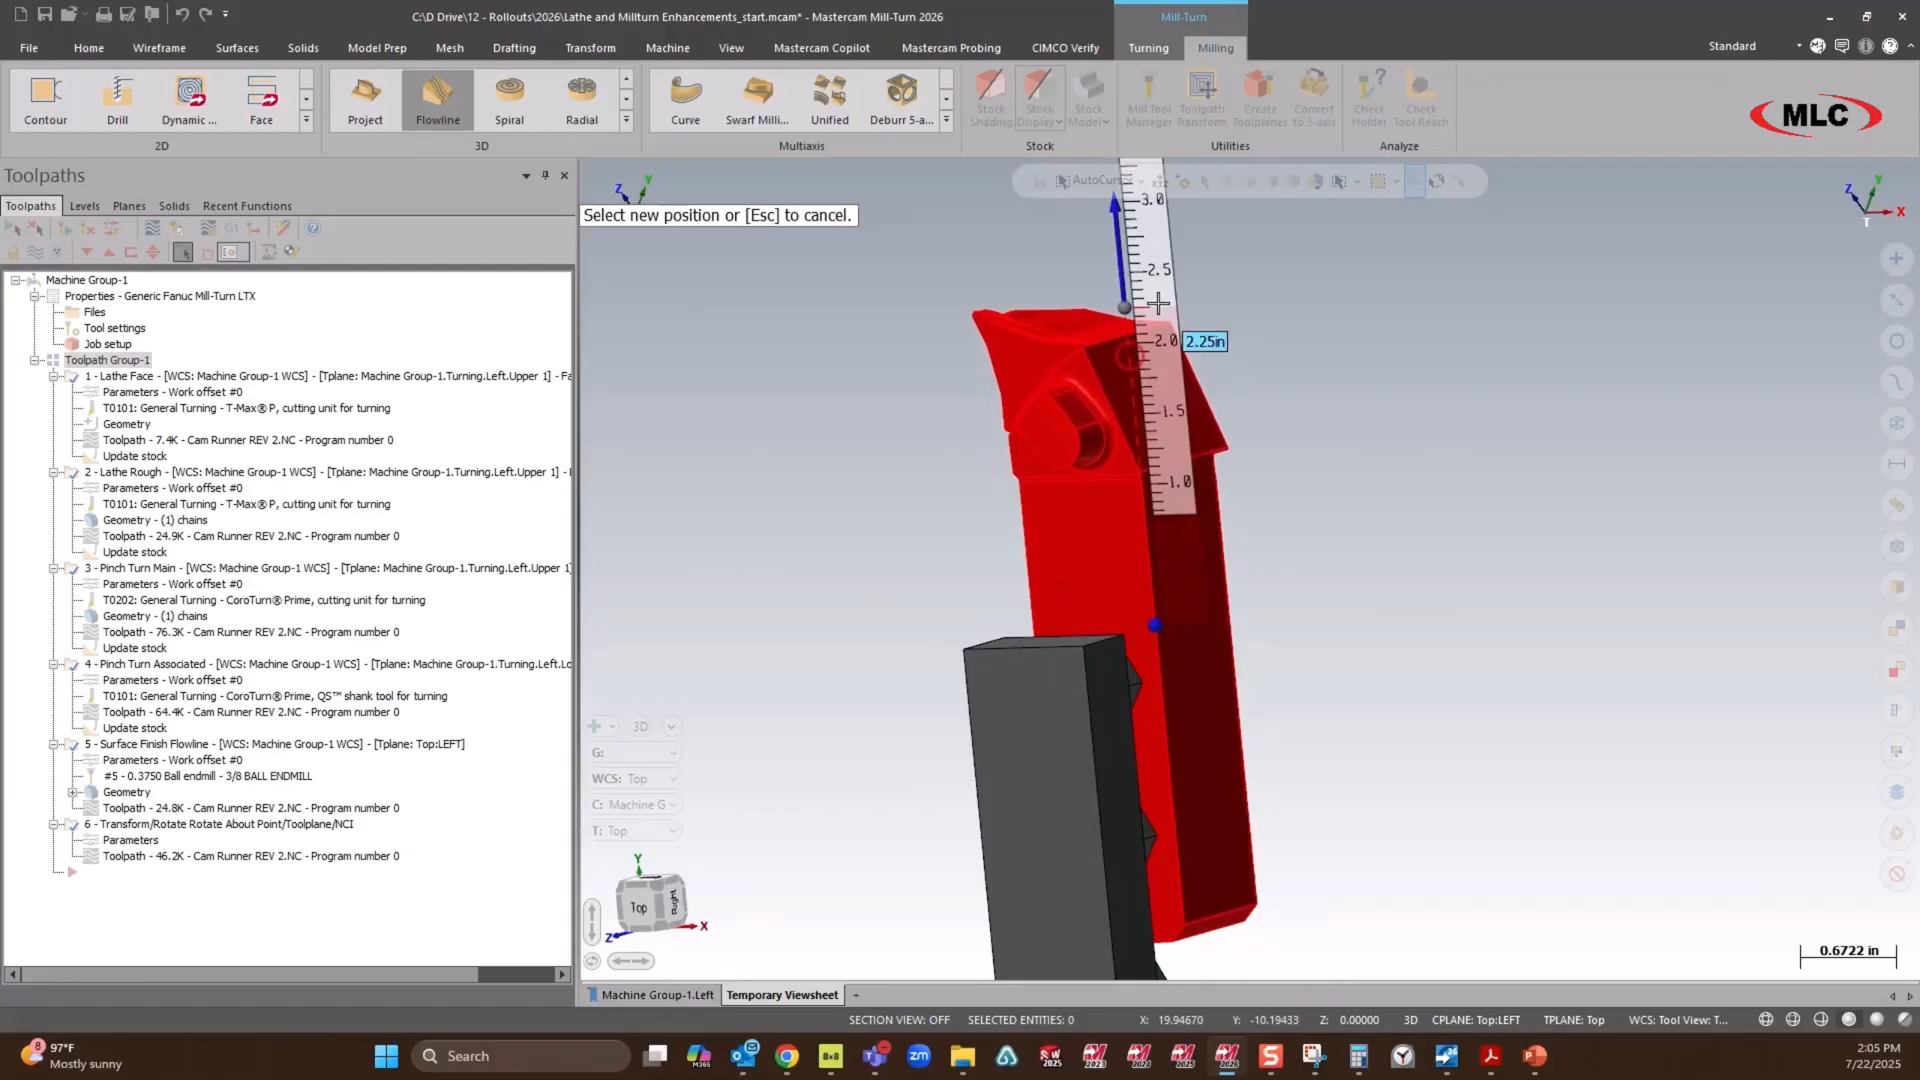 C:\D Drive\12 - Rollouts\2026\Lathe and Millturn Enhancements_start.mcam* - Mastercam Mill-Turn 2026
Mill-Turn
File Home Wireframe Surfaces Solids Model Prep Mesh Drafting Transform Machine View Mastercam Copilot Mastercam Probing CIMCO Verify Turning Milling
Standard
Contour Drill Dynamic ... Face
Project Flowline Spiral Radial
Curve Swarf Milli... Unified Deburr 5-a...
Stock Shading
Stock Display
Stock Model
Mill Tool Manager
Toolpath Transform
Create Toolplanes
Convert to 5-axis
Check Holder
Check Tool Reach
2D 3D Multiaxis Stock Utilities Analyze
MLC
Toolpaths
Toolpaths Levels Planes Solids Recent Functions
G1
Machine Group-1
Properties - Generic Fanuc Mill-Turn LTX
Files
Tool settings
Job setup
Toolpath Group-1
1 - Lathe Face - [WCS: Machine Group-1 WCS] - [Tplane: Machine Group-1.Turning.Left.Upper 1] - Fa
Parameters - Work offset #0
T0101: General Turning - T-Max® P, cutting unit for turning
Geometry
Toolpath - 7.4K - Cam Runner REV 2.NC - Program number 0
Update stock
2 - Lathe Rough - [WCS: Machine Group-1 WCS] - [Tplane: Machine Group-1.Turning.Left.Upper 1] -
Parameters - Work offset #0
T0101: General Turning - T-Max® P, cutting unit for turning
Geometry - (1) chains
Toolpath - 24.9K - Cam Runner REV 2.NC - Program number 0
Update stock
3 - Pinch Turn Main - [WCS: Machine Group-1 WCS] - [Tplane: Machine Group-1.Turning.Left.Upper 1]
Parameters - Work offset #0
T0202: General Turning - CoroTurn® Prime, cutting unit for turning
Geometry - (1) chains
Toolpath - 76.3K - Cam Runner REV 2.NC - Program number 0
Update stock
4 - Pinch Turn Associated - [WCS: Machine Group-1 WCS] - [Tplane: Machine Group-1.Turning.Left.Lo
Parameters - Work offset #0
T0101: General Turning - CoroTurn® Prime, QS™ shank tool for turning
Toolpath - 64.4K - Cam Runner REV 2.NC - Program number 0
Update stock
5 - Surface Finish Flowline - [WCS: Machine Group-1 WCS] - [Tplane: Top:LEFT]
Parameters - Work offset #0
#5 - 0.3750 Ball endmill - 3/8 BALL ENDMILL
Geometry
Toolpath - 24.8K - Cam Runner REV 2.NC - Program number 0
6 - Transform/Rotate Rotate About Point/Toolplane/NCI
Parameters
Toolpath - 46.2K - Cam Runner REV 2.NC - Program number 0
AutoCursor
Z Y
Select new position or [Esc] to cancel.
3.0
2.5
2.0
2.25in
1.5
1.0
Z Y X
T
3D
G:
WCS: Top
C: Machine G
T: Top
Y
Top Right
X
Z
0.6722 in
Machine Group-1.Left Temporary Viewsheet +
SECTION VIEW: OFF SELECTED ENTITIES: 0 X: 19.94670 Y: -10.19433 Z: 0.00000 3D CPLANE: Top:LEFT TPLANE: Top WCS: Tool View: T...
8
97°F
Mostly sunny
Search
M365
8x8
zm
SW 2025
2023
2024
2025
2026
26
2:05 PM
7/22/2025